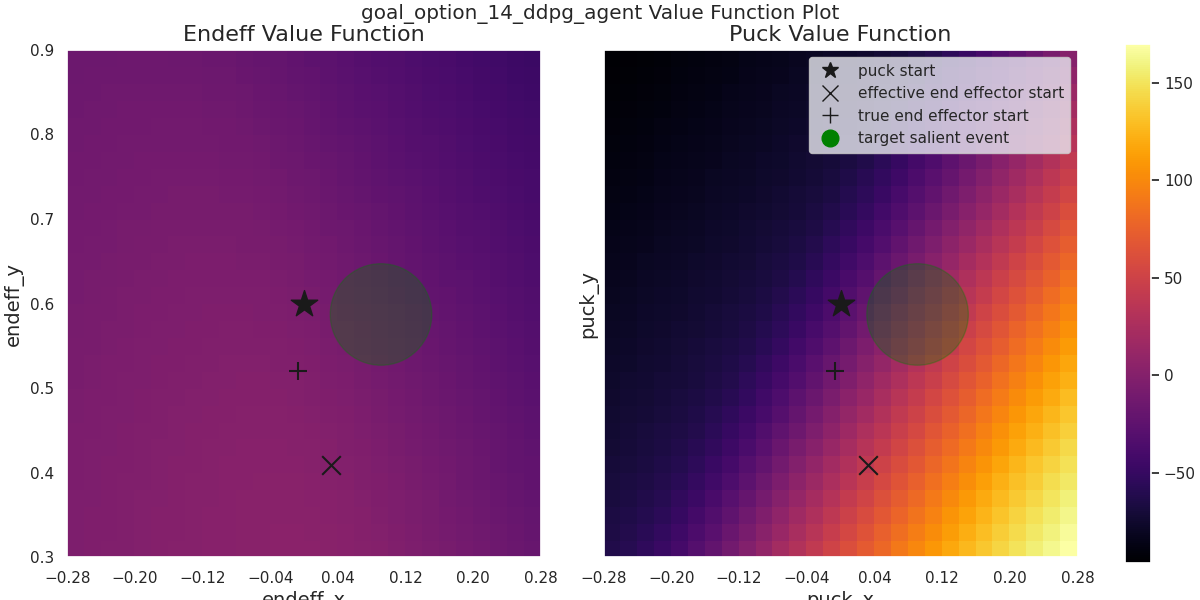 goal_option_14_ddpg_agent Value Function Plot
Endeff Value Function
Puck Value Function
puck start
effective end effector start
true end effector start
target salient event
endeff_y
0.9
0.8
0.7
0.6
0.5
0.4
0.3
−0.28 −0.20 −0.12 −0.04 0.04 0.12 0.20 0.28
endeff_x
puck_y
−0.28 −0.20 −0.12 −0.04 0.04 0.12 0.20 0.28
puck_x
150
100
50
0
−50